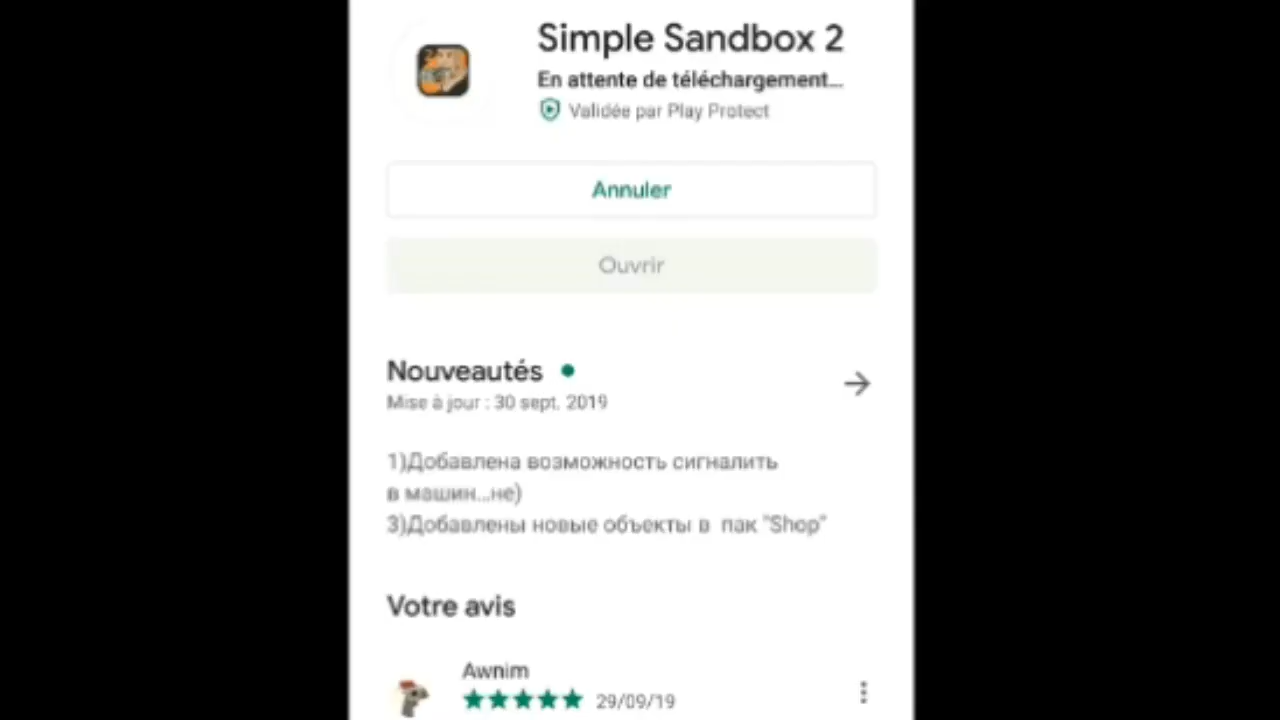 Simple Sandbox 2
En attente de téléchargement...
Validée par Play Protect
Annuler
Ouvrir
Nouveautés
Mise à jour : 30 sept. 2019
1)Добавлена возможность сигналить
в машин...не)
3)Добавлены новые объекты в пак "Shop"
Votre avis
Awnim
29/09/19